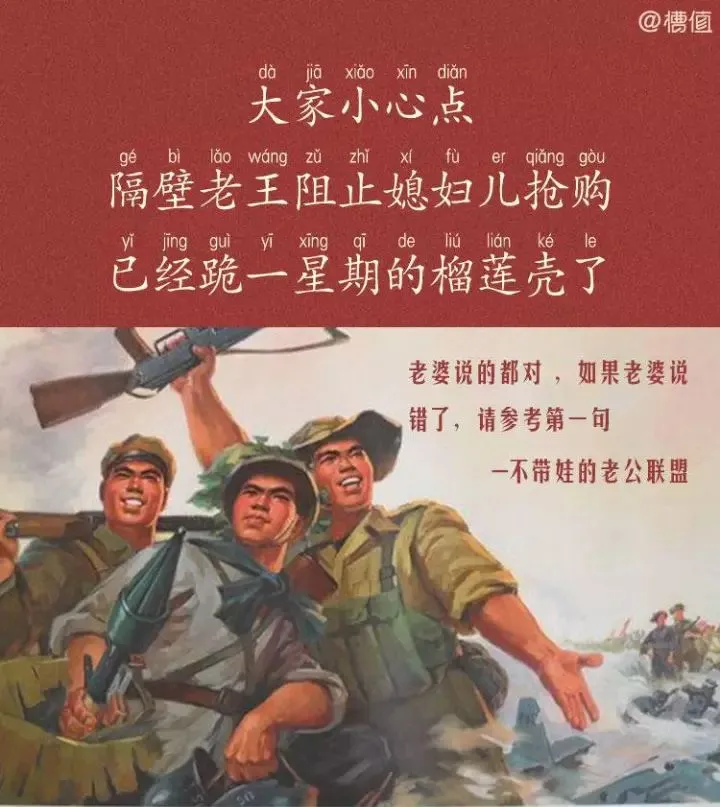 @槽值
dà jiā xiǎo xīn diǎn
大家小心点
gé bì lǎo wáng zǔ zhǐ xí fù er qiǎng gòu
隔壁老王阻止媳妇儿抢购
yǐ jīng guì yī xīng qī de liú lián ké le
已经跪一星期的榴莲壳了
老婆说的都对，如果老婆说
错了，请参考第一句
—不带娃的老公联盟